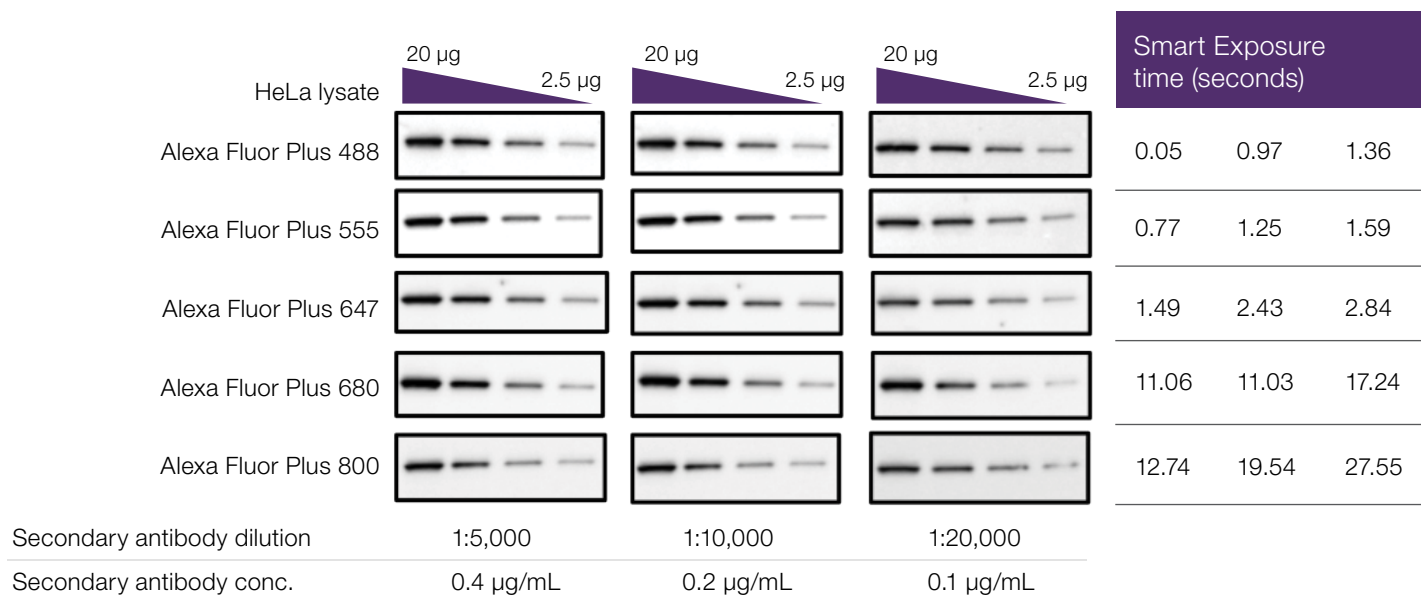 20 µg
2.5 µg
20 µg
2.5 µg
20 µg
2.5 µg
Smart Exposure
time (seconds)
HeLa lysate
Alexa Fluor Plus 488
0.05 0.97 1.36
Alexa Fluor Plus 555
0.77 1.25 1.59
Alexa Fluor Plus 647
1.49 2.43 2.84
Alexa Fluor Plus 680
11.06 11.03 17.24
Alexa Fluor Plus 800
12.74 19.54 27.55
Secondary antibody dilution 1:5,000 1:10,000 1:20,000
Secondary antibody conc. 0.4 µg/mL 0.2 µg/mL 0.1 µg/mL